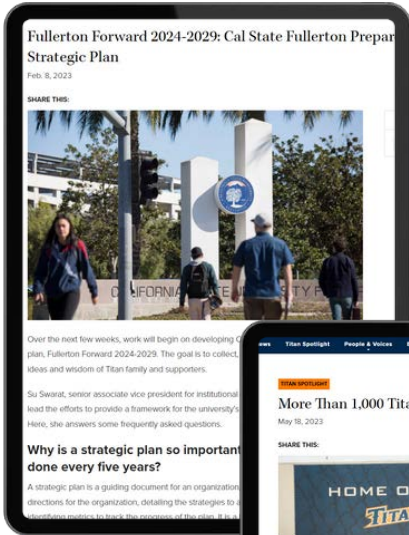 Fullerton Forward 2024-2029: Cal State Fullerton Prepar
Strategic Plan
Feb. 8, 2023
SHARE THIS:
CALIFORNIA STATE UNIVERSITY F
Over the next few weeks, work will begin on developing C
plan, Fullerton Forward 2024-2029. The goal is to collect,
ideas and wisdom of Titan family and supporters.
Su Swarat, senior associate vice president for institutional
lead the efforts to provide a framework for the university's
Here, she answers some frequently asked questions.
Why is a strategic plan so important
done every five years?
A strategic plan is a guiding document for an organization,
directions for the organization, detailing the strategies to a
identifying metrics to track the progress of the plan. It is a
ews Titan Spotlight People & Voices
TITAN SPOTLIGHT
More Than 1,000 Tita
May 18, 2023
SHARE THIS:
HOME O
TITA